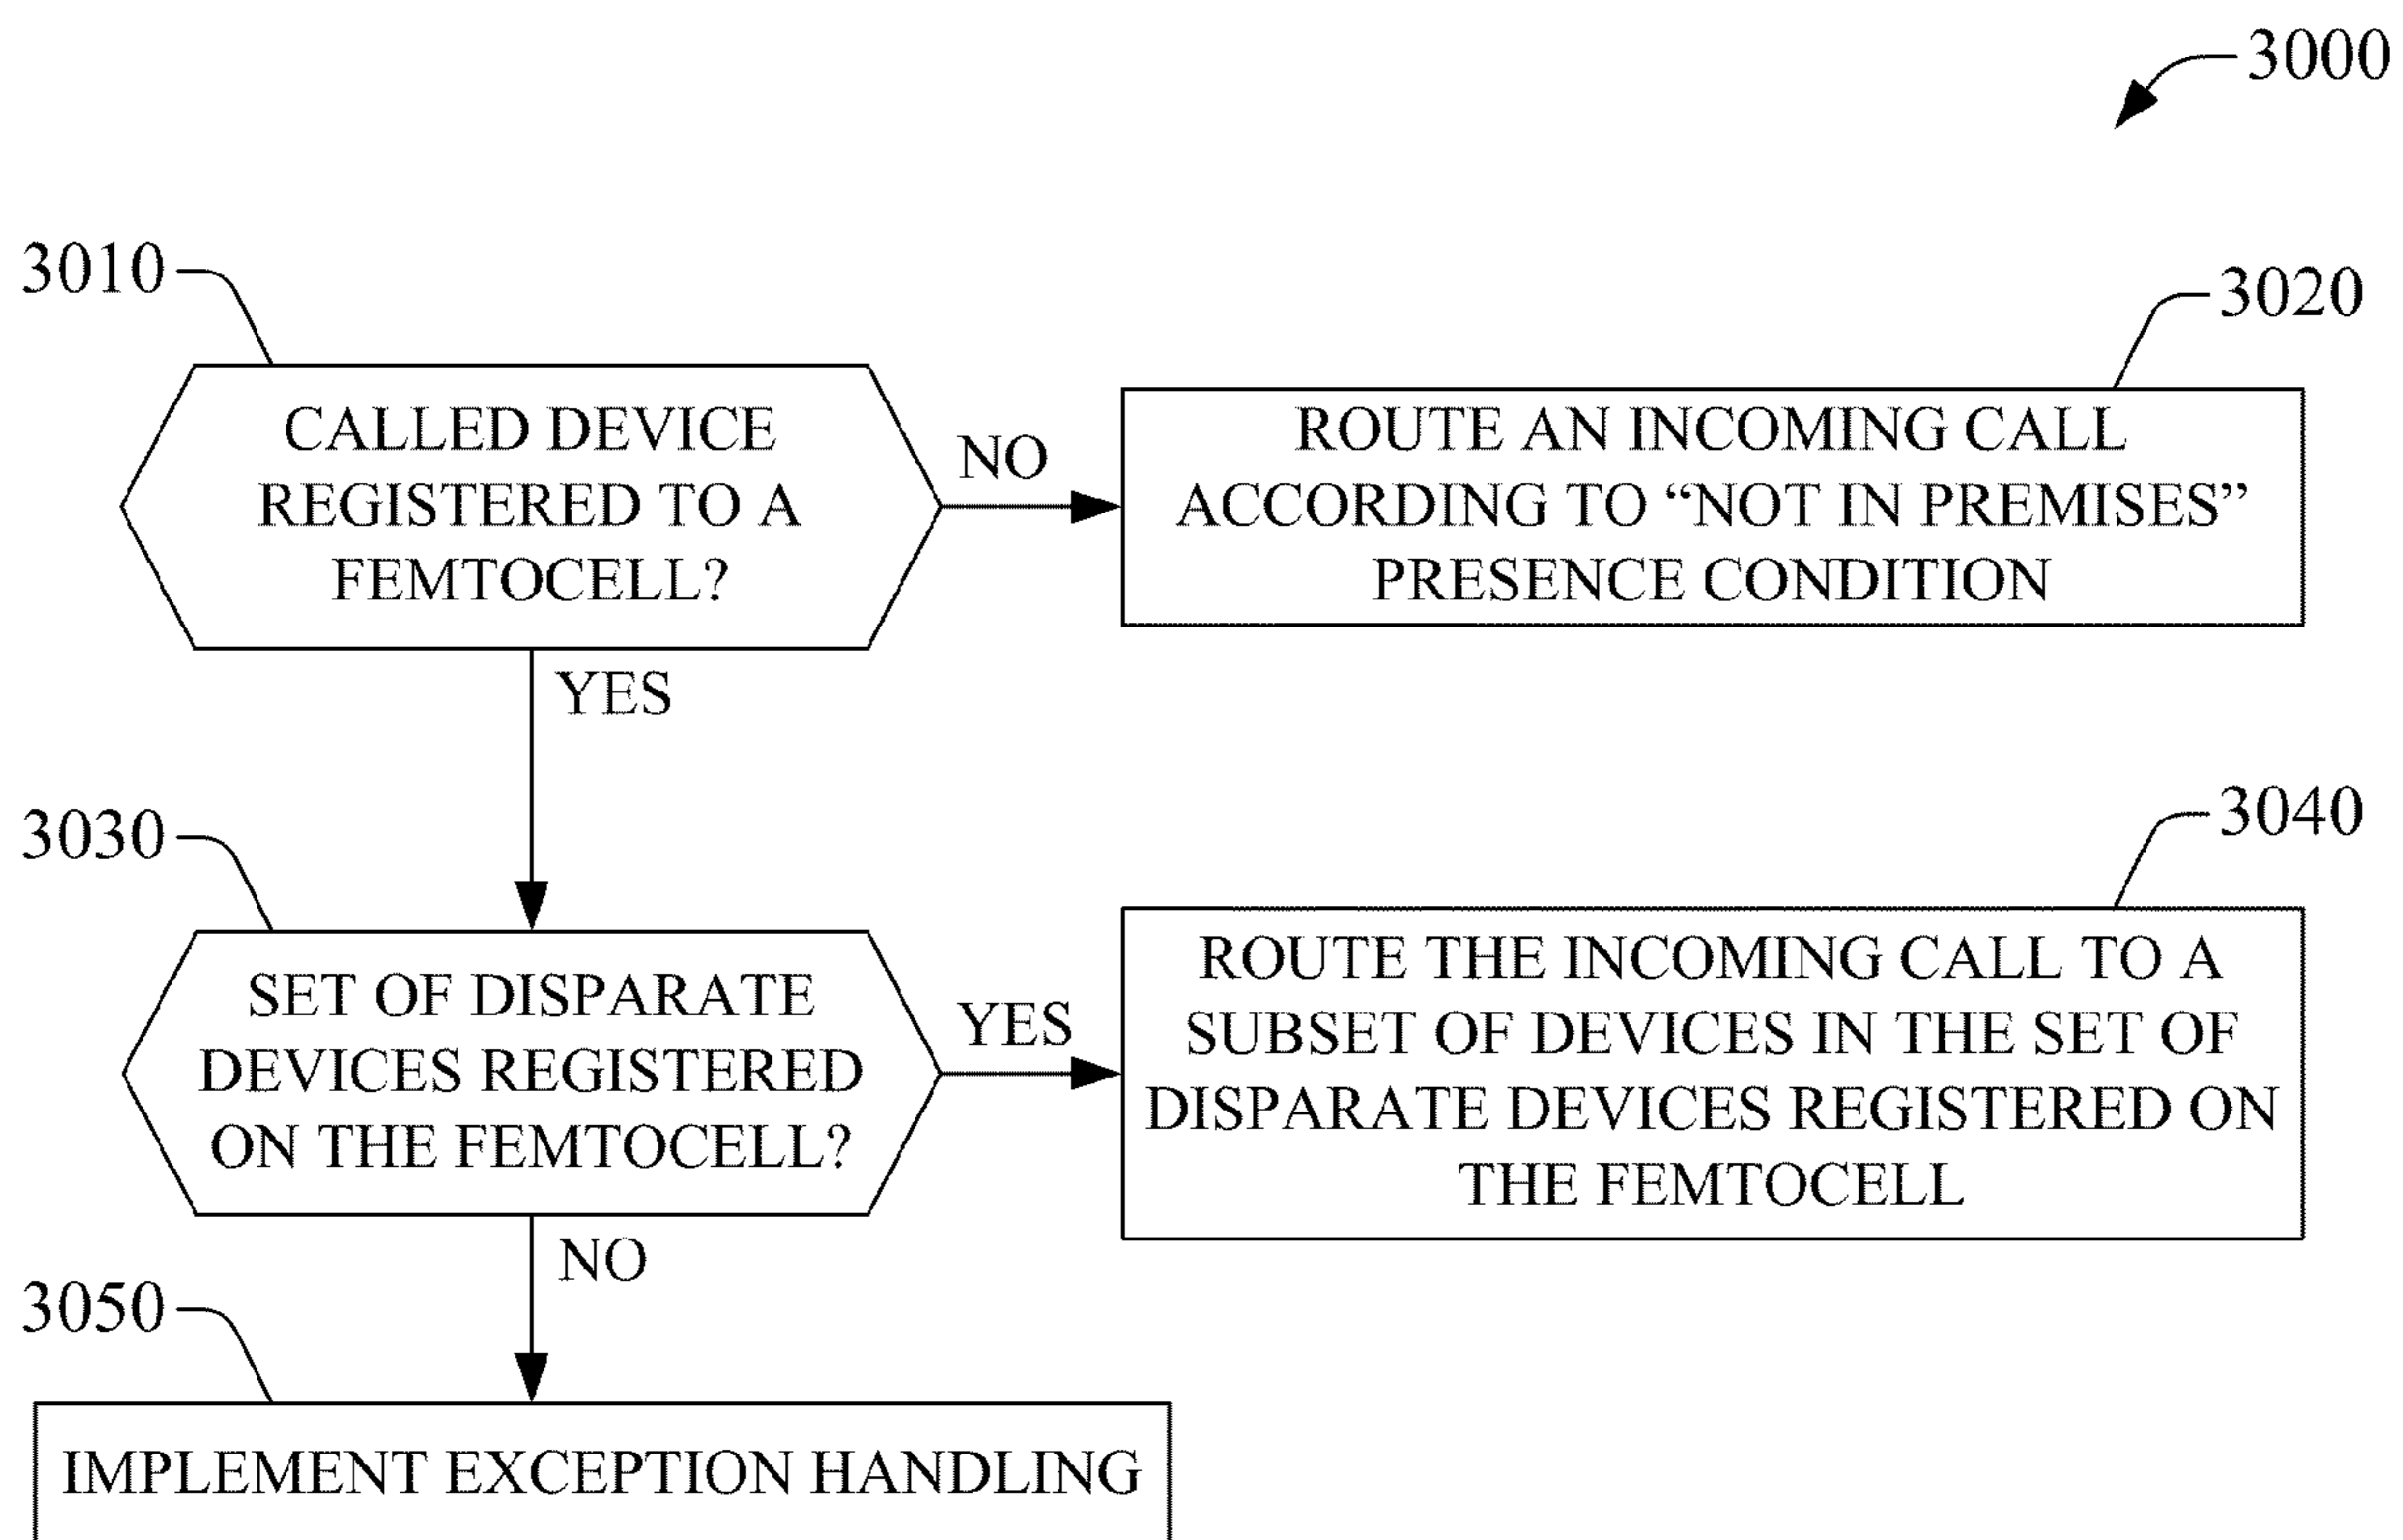 3000
3010
CALLED DEVICE
REGISTERED TO A
FEMTOCELL?
NO
3020
ROUTE AN INCOMING CALL
ACCORDING TO “NOT IN PREMISES”
PRESENCE CONDITION
YES
3030
SET OF DISPARATE
DEVICES REGISTERED
ON THE FEMTOCELL?
YES
3040
ROUTE THE INCOMING CALL TO A
SUBSET OF DEVICES IN THE SET OF
DISPARATE DEVICES REGISTERED ON
THE FEMTOCELL
NO
3050
IMPLEMENT EXCEPTION HANDLING